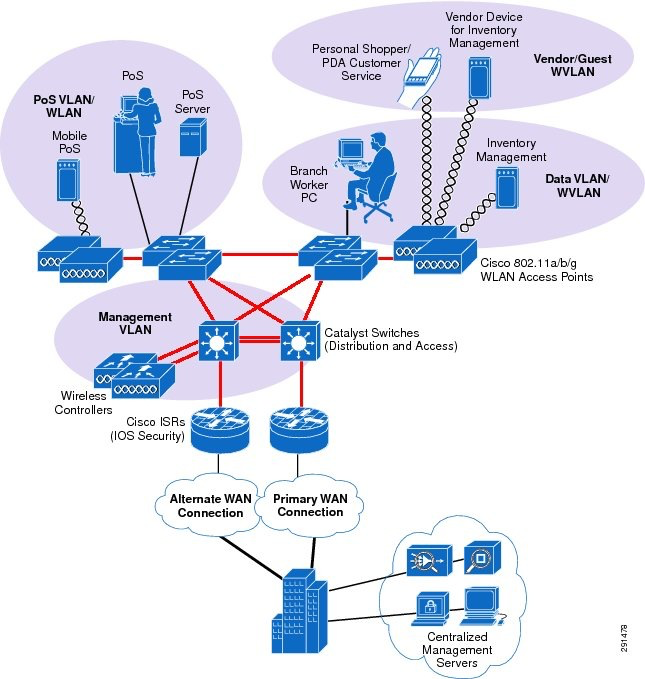 Vendor Device
for Inventory
Management
Personal Shopper/
PDA Customer
Service
Vendor/Guest
WVLAN
PoS
PoS VLAN/
WLAN
PoS
Server
Mobile
PoS
Branch
Worker
PC
Inventory
Management
Data VLAN/
WVLAN
Cisco 802.11a/b/g
WLAN Access Points
Management
VLAN
Catalyst Switches
(Distribution and Access)
Wireless
Controllers
Cisco ISRs
(IOS Security)
Alternate WAN
Connection
Primary WAN
Connection
Centralized
Management
Servers
291478